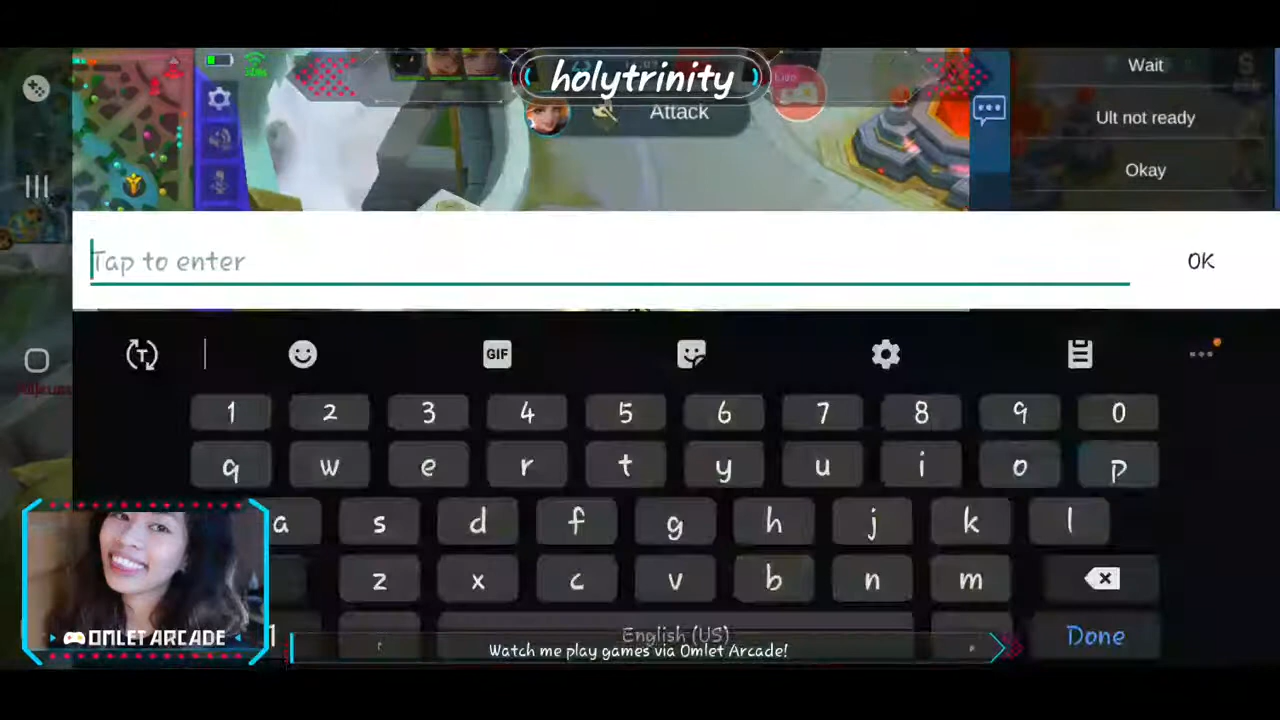 holytrinity
Attack
Wait
Ult not ready
Okay
Tap to enter
OK
GIF
1 2 3 4 5 6 7 8 9 0
q w e r t y u i o p
a s d f g h j k l
z x c v b n m
English (US)
Done
OMLET ARCADE
Watch me play games via Omlet Arcade!